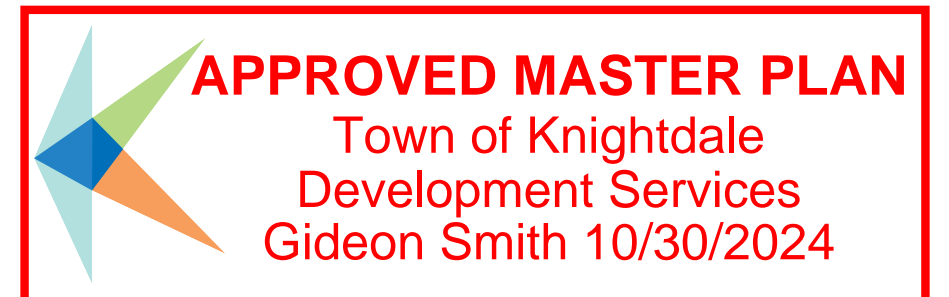 APPROVED MASTER PLAN
Town of Knightdale
Development Services
Gideon Smith 10/30/2024